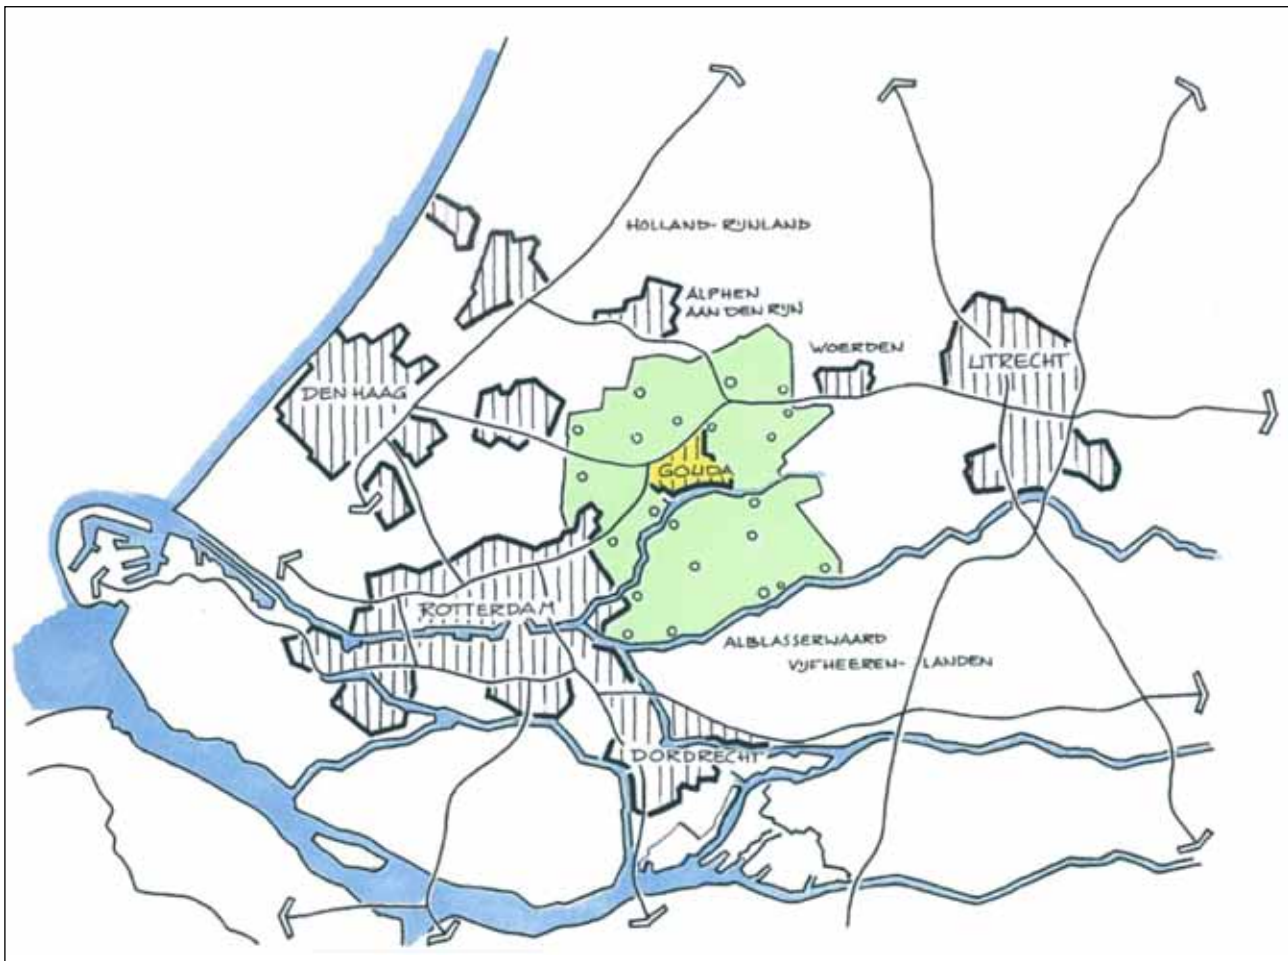 HOLLAND-RIJNLAND
ALPHEN
AAN DEN RIJN
WOERDEN
UTRECHT
DEN HAAG
GOUDA
ROTTERDAM
ALBLASSERWAARD
VIJFHEEREN-LANDEN
DORDRECHT